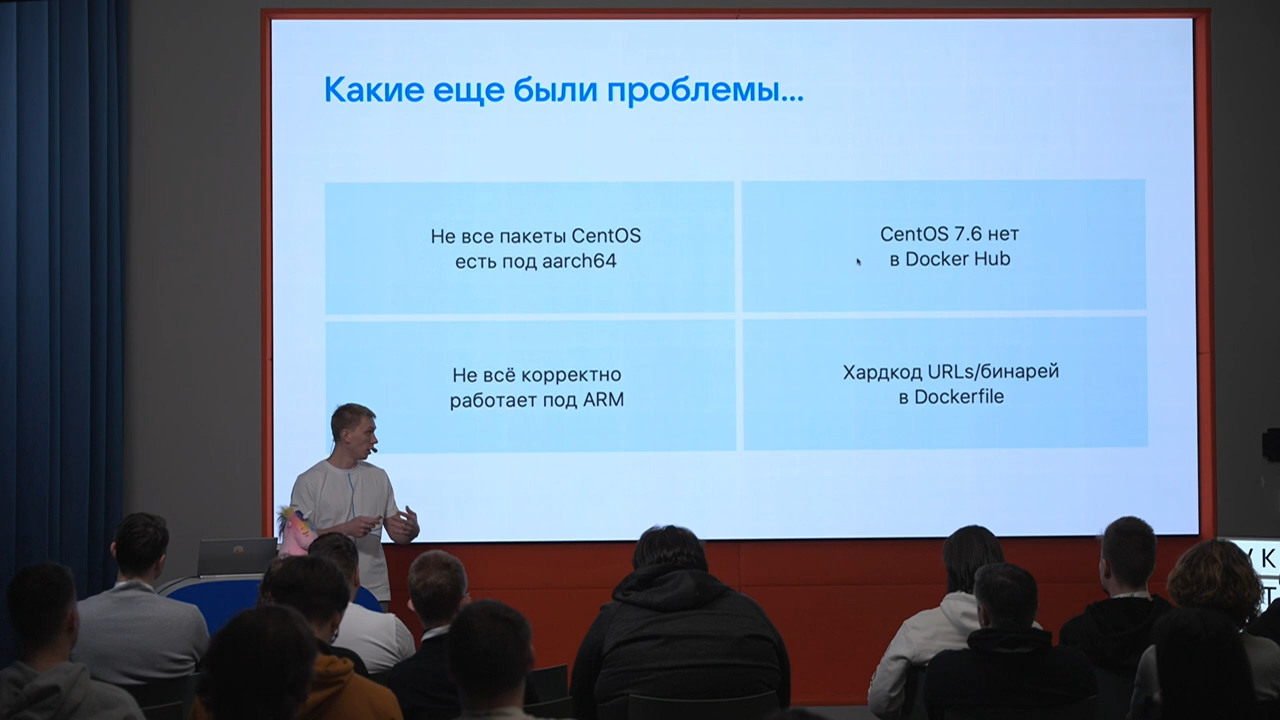 Какие еще были проблемы...
Не все пакеты CentOS
есть под aarch64
CentOS 7.6 нет
в Docker Hub
Не всё корректно
работает под ARM
Хардкод URLs/бинарей
в Dockerfile
К
Т